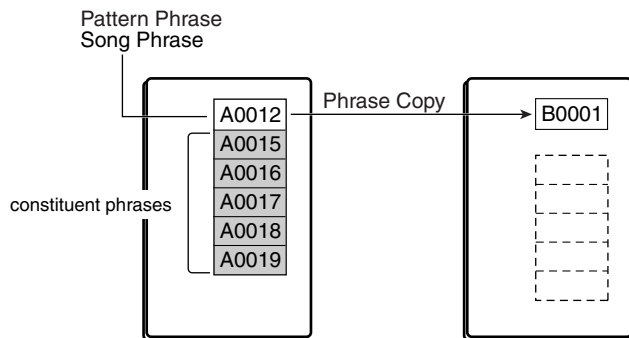 Pattern Phrase
Song Phrase
A0012
Phrase Copy
B0001
A0015
A0016
constituent phrases
A0017
A0018
A0019